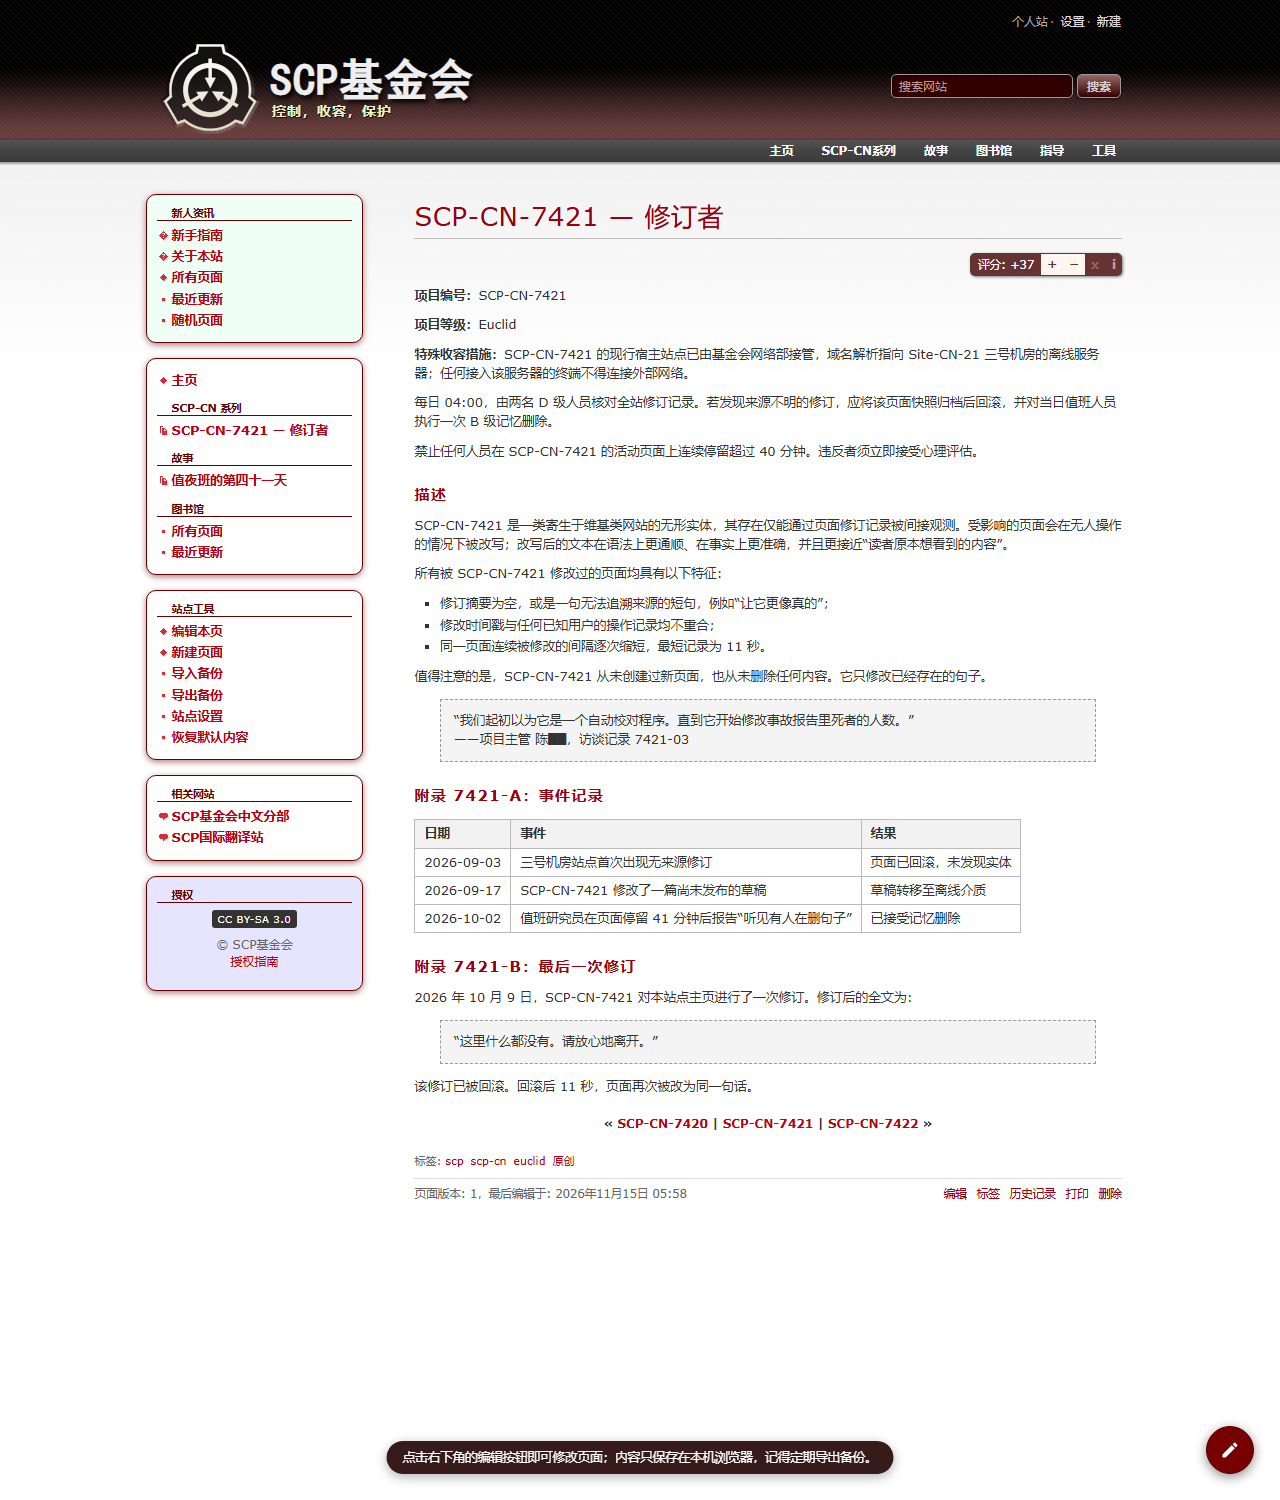 个人站 · 设置 · 新建
SCP基金会
控制，收容，保护
搜索网站 搜索
主页 SCP-CN系列 故事 图书馆 指导 工具
新人资讯
新手指南
关于本站
所有页面
最近更新
随机页面
主页
SCP-CN 系列
SCP-CN-7421 — 修订者
故事
值夜班的第四十一天
图书馆
所有页面
最近更新
站点工具
编辑本页
新建页面
导入备份
导出备份
站点设置
恢复默认内容
相关网站
SCP基金会中文分部
SCP国际翻译站
授权
CC BY-SA 3.0
© SCP基金会
授权指南
SCP-CN-7421 — 修订者
评分: +37 + − x i
项目编号：SCP-CN-7421
项目等级：Euclid
特殊收容措施：SCP-CN-7421 的现行宿主站点已由基金会网络部接管，域名解析指向 Site-CN-21 三号机房的离线服务
器；任何接入该服务器的终端不得连接外部网络。
每日 04:00，由两名 D 级人员核对全站修订记录。若发现来源不明的修订，应将该页面快照归档后回滚，并对当日值班人员
执行一次 B 级记忆删除。
禁止任何人员在 SCP-CN-7421 的活动页面上连续停留超过 40 分钟。违反者须立即接受心理评估。
描述
SCP-CN-7421 是一类寄生于维基类网站的无形实体，其存在仅能通过页面修订记录被间接观测。受影响的页面会在无人操作
的情况下被改写；改写后的文本在语法上更通顺、在事实上更准确，并且更接近“读者原本想看到的内容”。
所有被 SCP-CN-7421 修改过的页面均具有以下特征：
修订摘要为空，或是一句无法追溯来源的短句，例如“让它更像真的”；
修改时间戳与任何已知用户的操作记录均不重合；
同一页面连续被修改的间隔逐次缩短，最短记录为 11 秒。
值得注意的是，SCP-CN-7421 从未创建过新页面，也从未删除任何内容。它只修改已经存在的句子。
“我们起初以为它是一个自动校对程序。直到它开始修改事故报告里死者的人数。”
——项目主管 陈██，访谈记录 7421-03
附录 7421-A：事件记录
日期 事件 结果
2026-09-03 三号机房站点首次出现无来源修订 页面已回滚，未发现实体
2026-09-17 SCP-CN-7421 修改了一篇尚未发布的草稿 草稿转移至离线介质
2026-10-02 值班研究员在页面停留 41 分钟后报告“听见有人在删句子” 已接受记忆删除
附录 7421-B：最后一次修订
2026 年 10 月 9 日，SCP-CN-7421 对本站点主页进行了一次修订。修订后的全文为：
“这里什么都没有。请放心地离开。”
该修订已被回滚。回滚后 11 秒，页面再次被改为同一句话。
« SCP-CN-7420 | SCP-CN-7421 | SCP-CN-7422 »
标签: scp scp-cn euclid 原创
页面版本: 1，最后编辑于: 2026年11月15日 05:58 编辑 标签 历史记录 打印 删除
点击右下角的编辑按钮即可修改页面；内容只保存在本机浏览器，记得定期导出备份。